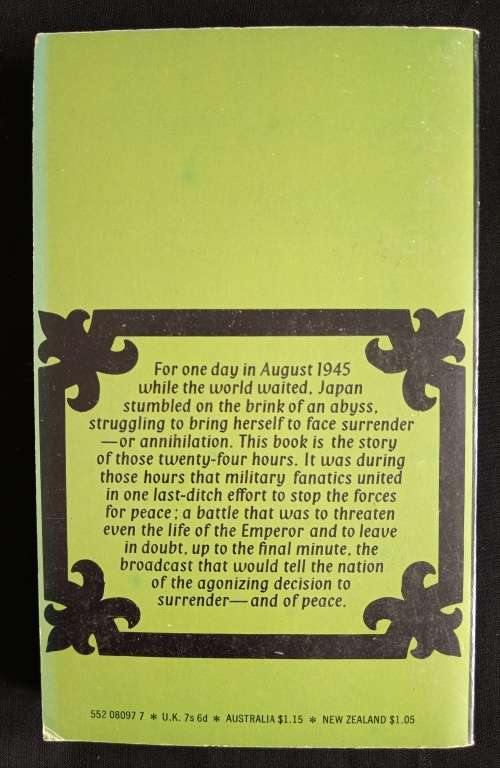 For one day in August 1945
while the world waited, Japan
stumbled on the brink of an abyss,
struggling to bring herself to face surrender
—or annihilation. This book is the story
of those twenty-four hours. It was during
those hours that military fanatics united
in one last-ditch effort to stop the forces
for peace; a battle that was to threaten
even the life of the Emperor and to leave
in doubt, up to the final minute, the
broadcast that would tell the nation
of the agonizing decision to
surrender—and of peace.
552 08097 7 * U.K. 7s 6d * AUSTRALIA $1.15 * NEW ZEALAND $1.05